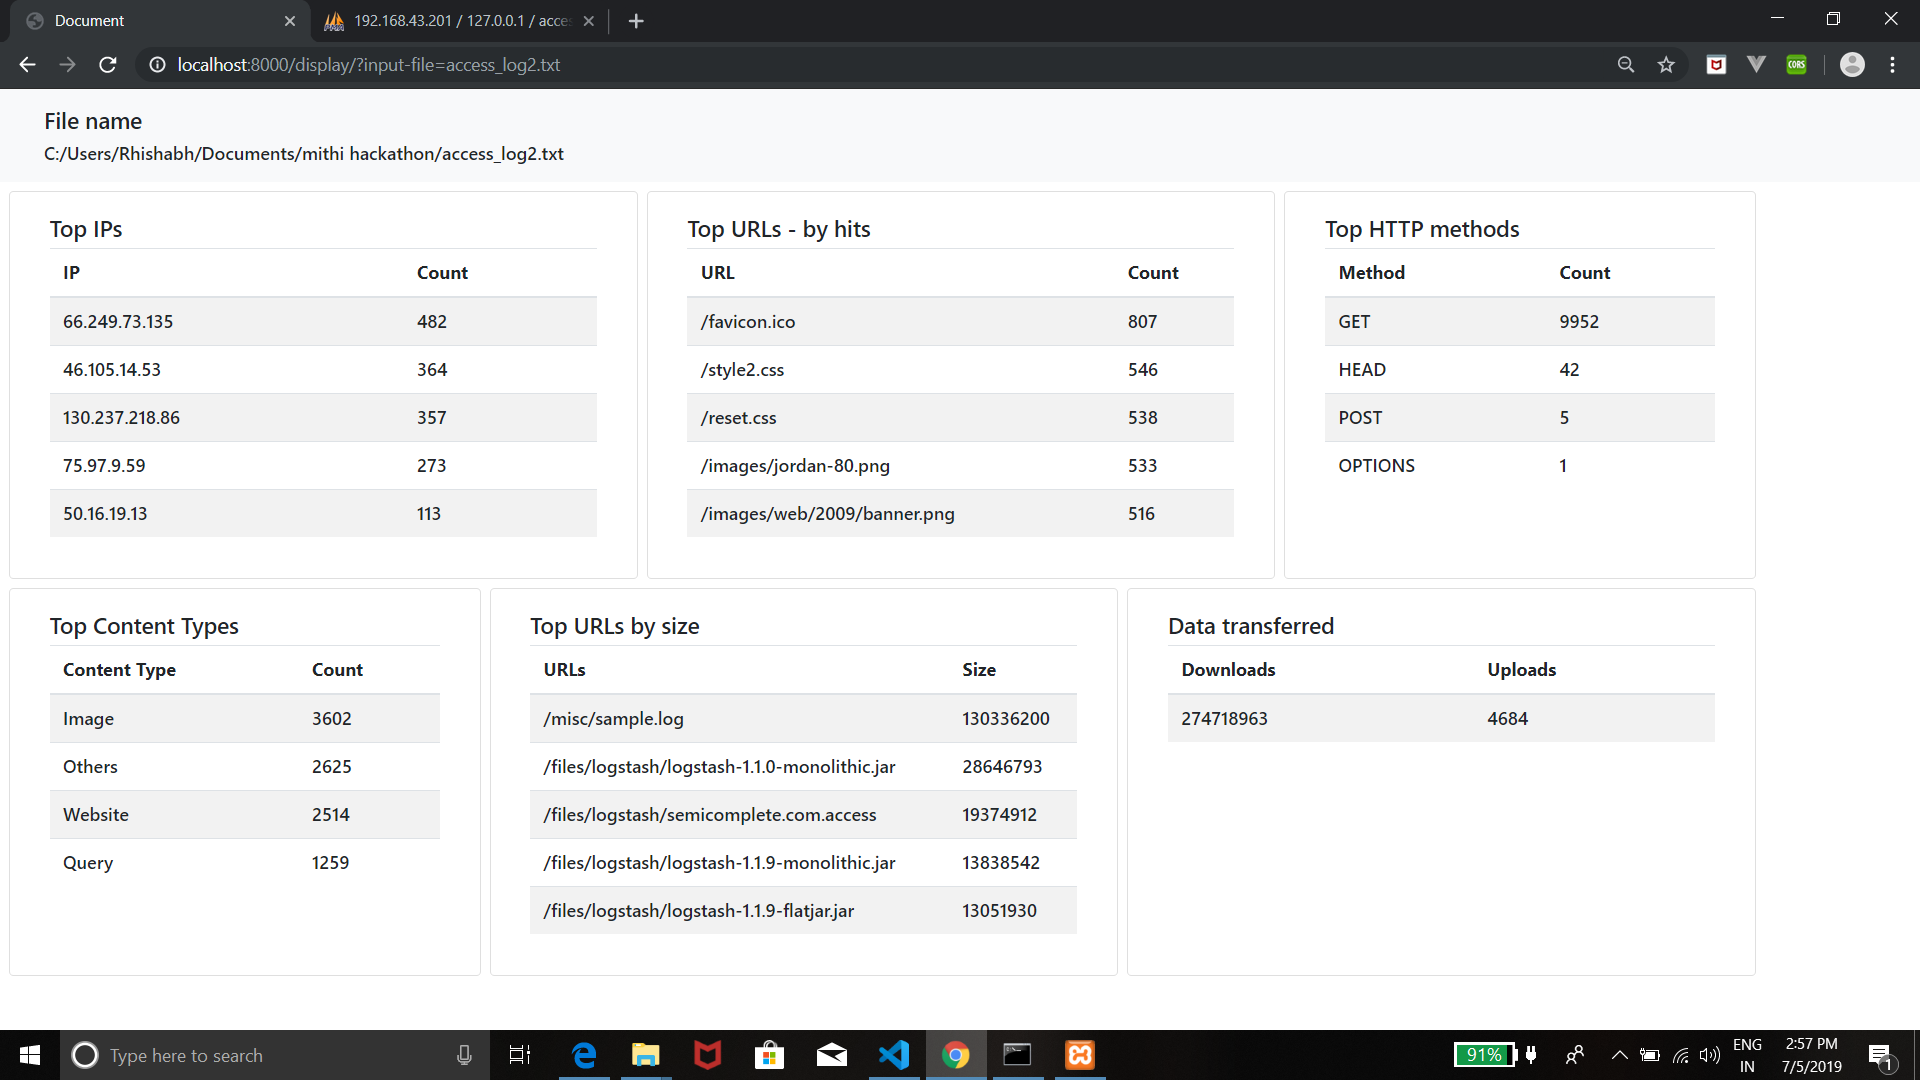 Document
192.168.43.201 / 127.0.0.1 / acce
localhost:8000/display/?input-file=access_log2.txt
CORS
File name
C:/Users/Rhishabh/Documents/mithi hackathon/access_log2.txt
Top IPs
IP Count
66.249.73.135 482
46.105.14.53 364
130.237.218.86 357
75.97.9.59 273
50.16.19.13 113
Top URLs - by hits
URL Count
/favicon.ico 807
/style2.css 546
/reset.css 538
/images/jordan-80.png 533
/images/web/2009/banner.png 516
Top HTTP methods
Method Count
GET 9952
HEAD 42
POST 5
OPTIONS 1
Top Content Types
Content Type Count
Image 3602
Others 2625
Website 2514
Query 1259
Top URLs by size
URLs Size
/misc/sample.log 130336200
/files/logstash/logstash-1.1.0-monolithic.jar 28646793
/files/logstash/semicomplete.com.access 19374912
/files/logstash/logstash-1.1.9-monolithic.jar 13838542
/files/logstash/logstash-1.1.9-flatjar.jar 13051930
Data transferred
Downloads Uploads
274718963 4684
Type here to search
91%
ENG
IN
2:57 PM
7/5/2019
1